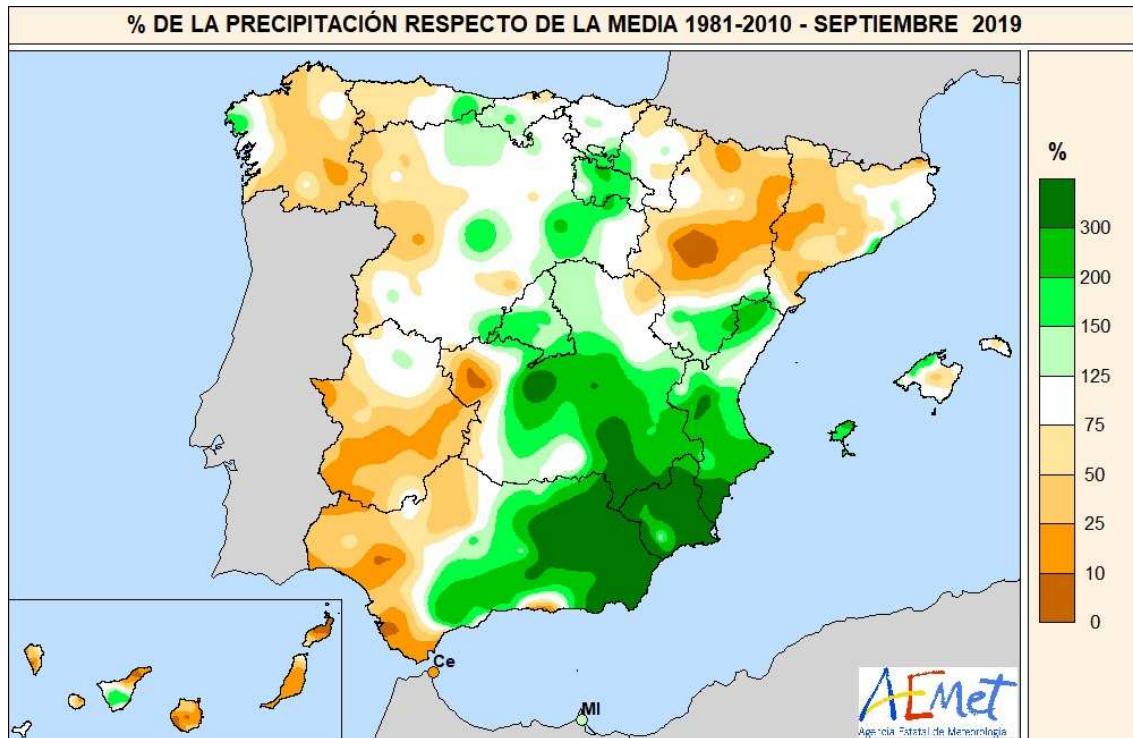 % DE LA PRECIPITACIÓN RESPECTO DE LA MEDIA 1981-2010 - SEPTIEMBRE 2019
%
300
200
150
125
75
50
25
10
0
Ce
Ml
AEMet
Agencia Estatal de Meteorología